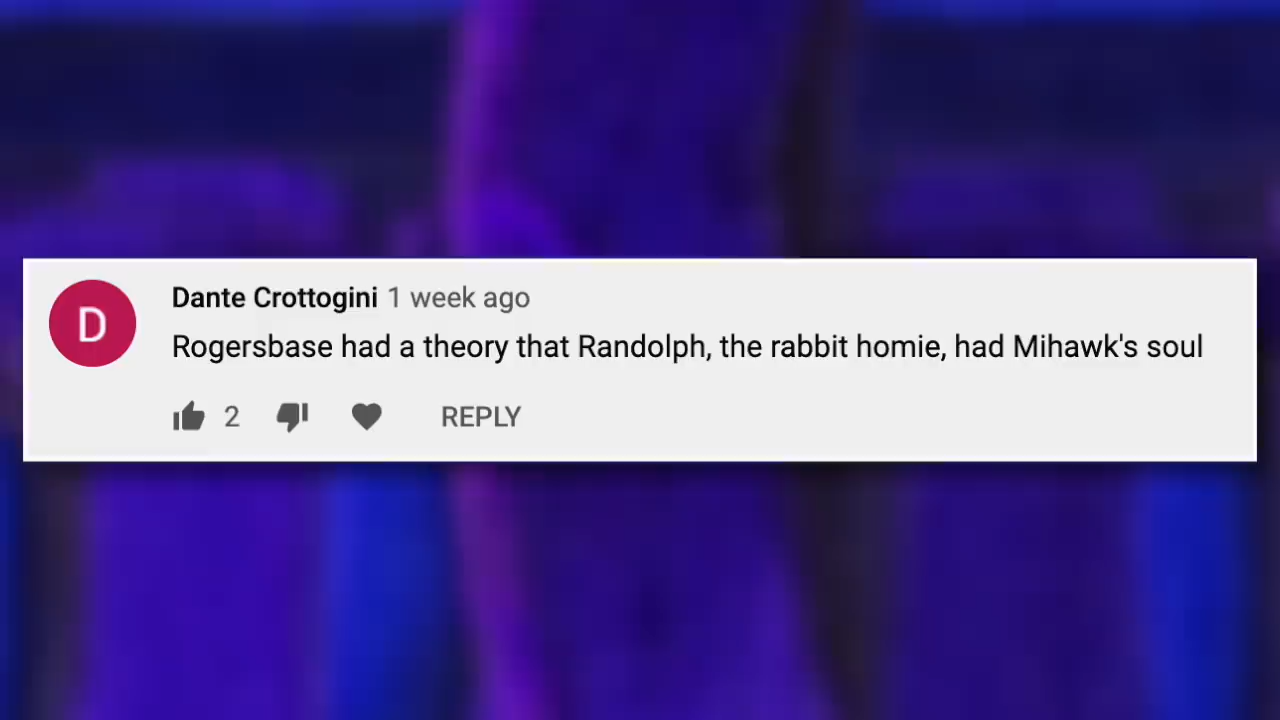 D
Dante Crottogini 1 week ago
Rogersbase had a theory that Randolph, the rabbit homie, had Mihawk's soul
2 REPLY